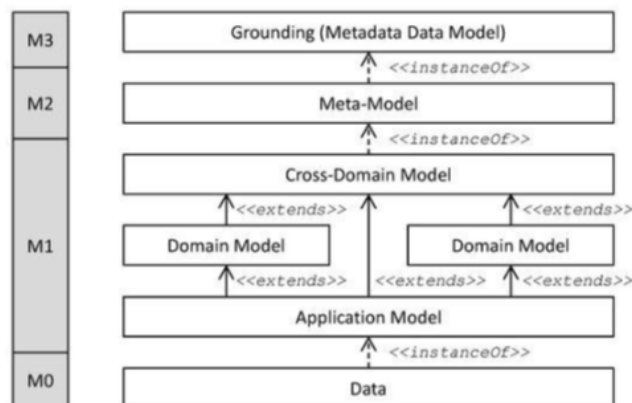 M3
Grounding (Metadata Data Model)
<<instanceOf>>
M2
Meta-Model
<<instanceOf>>
M1
Cross-Domain Model
<<extends>>
<<extends>>
Domain Model
Domain Model
<<extends>>
<<extends>>
<<extends>>
Application Model
<<instanceOf>>
M0
Data